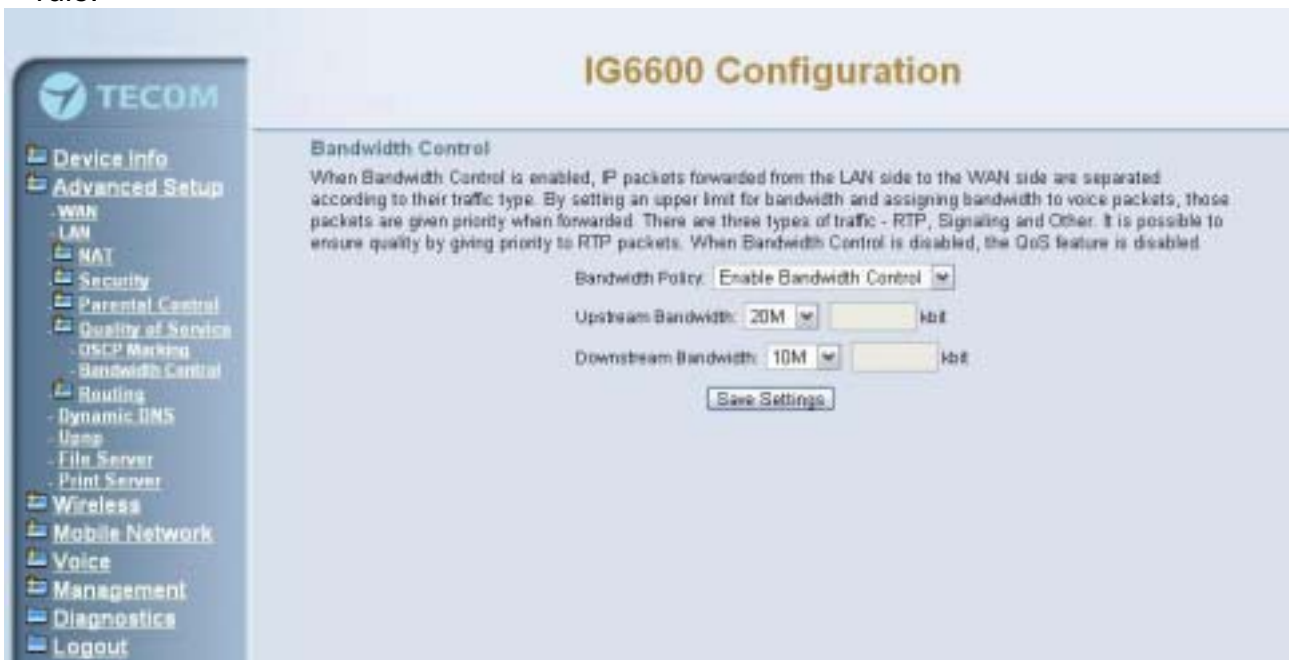 IG6600 Configuration
TECOM
Device Info
Advanced Setup
- WAN
- LAN
NAT
Security
Parental Control
Quality of Service
- DSCP Marking
- Bandwidth Control
Routing
- Dynamic DNS
- Upnp
- File Server
- Print Server
Wireless
Mobile Network
Voice
Management
Diagnostics
Logout
Bandwidth Control
When Bandwidth Control is enabled, IP packets forwarded from the LAN side to the WAN side are separated
according to their traffic type. By setting an upper limit for bandwidth and assigning bandwidth to voice packets, those
packets are given priority when forwarded. There are three types of traffic - RTP, Signaling and Other. It is possible to
ensure quality by giving priority to RTP packets. When Bandwidth Control is disabled, the QoS feature is disabled
Bandwidth Policy: Enable Bandwidth Control
Upstream Bandwidth: 20M kbit
Downstream Bandwidth: 10M kbit
Save Settings